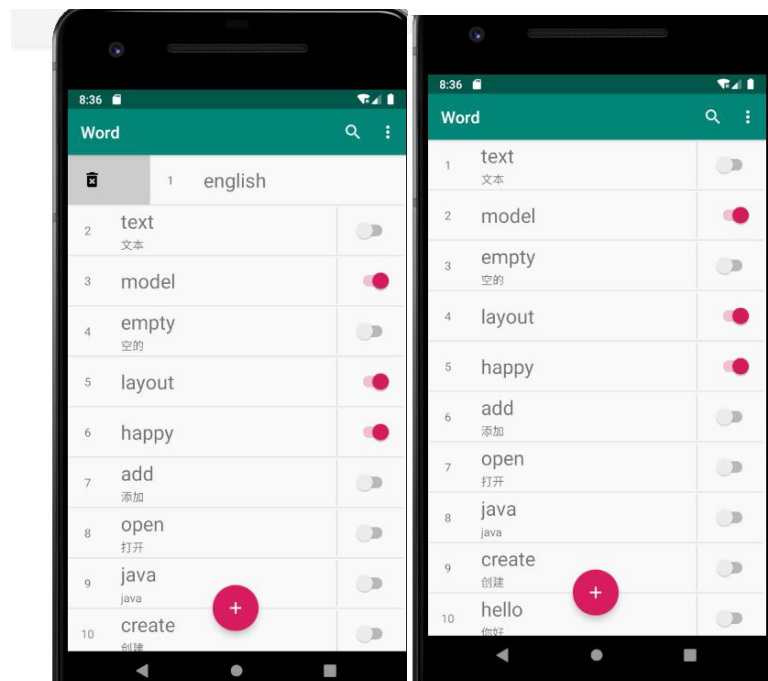 8:36
Word
1 english
2 text
文本
3 model
4 empty
空的
5 layout
6 happy
7 add
添加
8 open
打开
9 java
java
10 create
创建
8:36
Word
1 text
文本
2 model
3 empty
空的
4 layout
5 happy
6 add
添加
7 open
打开
8 java
java
9 create
创建
10 hello
你好